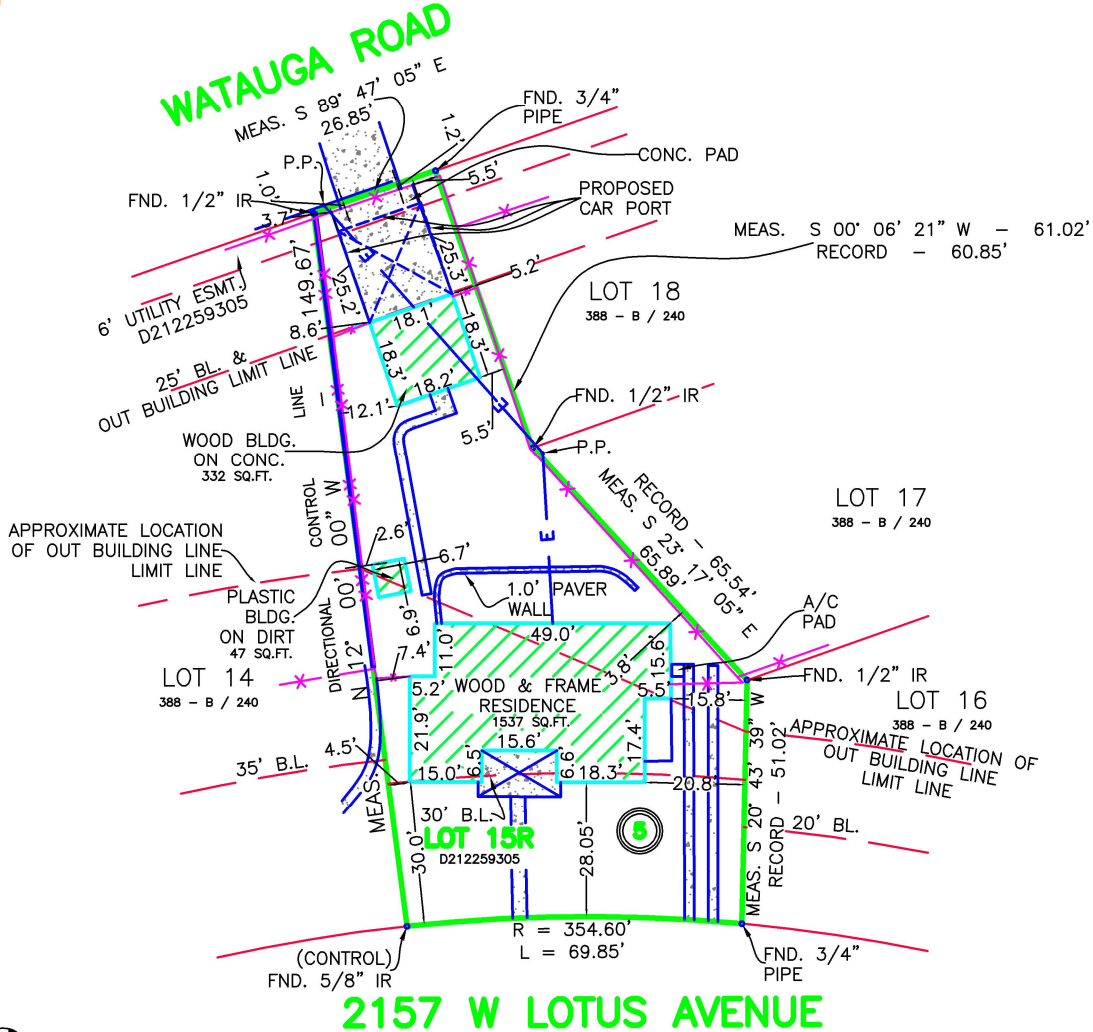 WATAUGA ROAD
MEAS. S 89° 47' 05" E
26.85'
FND. 3/4"
PIPE
1.2'
P.P.
CONC. PAD
1.0'
5.5'
FND. 1/2" IR
3.7'
PROPOSED
CAR PORT
MEAS. S 00° 06' 21" W - 61.02'
RECORD - 60.85'
E
25.3'
5.2'
149.67'
25.2'
6' UTILITY ESMT.
D212259305
LOT 18
388 - B / 240
8.6'
18.1'
18.3'
25' BL. &
OUT BUILDING LIMIT LINE
18.3'
18.2'
LINE -
12.1'
E
5.5'
FND. 1/2" IR
WOOD BLDG.
ON CONC.
332 SQ.FT.
P.P.
RECORD - 65.54'
MEAS. S 23° 17' 05" E
65.89'
LOT 17
388 - B / 240
CONTROL
00" W
APPROXIMATE LOCATION
OF OUT BUILDING LINE
LIMIT LINE
2.6'
6.7'
E
PLASTIC
BLDG.
ON DIRT
47 SQ.FT.
6.9'
1.0' PAVER
WALL
A/C
PAD
00'
DIRECTIONAL
N 12°
49.0'
11.0'
15.6'
3.8'
7.4'
LOT 14
388 - B / 240
5.2'
WOOD & FRAME
RESIDENCE
1537 SQ.FT.
5.5'
15.8'
FND. 1/2" IR
LOT 16
388 - B / 240
21.9'
15.6'
17.4'
APPROXIMATE LOCATION OF
OUT BUILDING LINE
LIMIT LINE
35' B.L.
4.5'
15.0'
6.5'
6.6'
18.3'
20.8'
MEAS.
30' B.L.
LOT 15R
D212259305
5
20' BL.
30.0'
28.05'
MEAS. S 20° 43' 39" W
RECORD - 51.02'
R = 354.60'
L = 69.85'
(CONTROL)
FND. 5/8" IR
FND. 3/4"
PIPE
2157 W LOTUS AVENUE